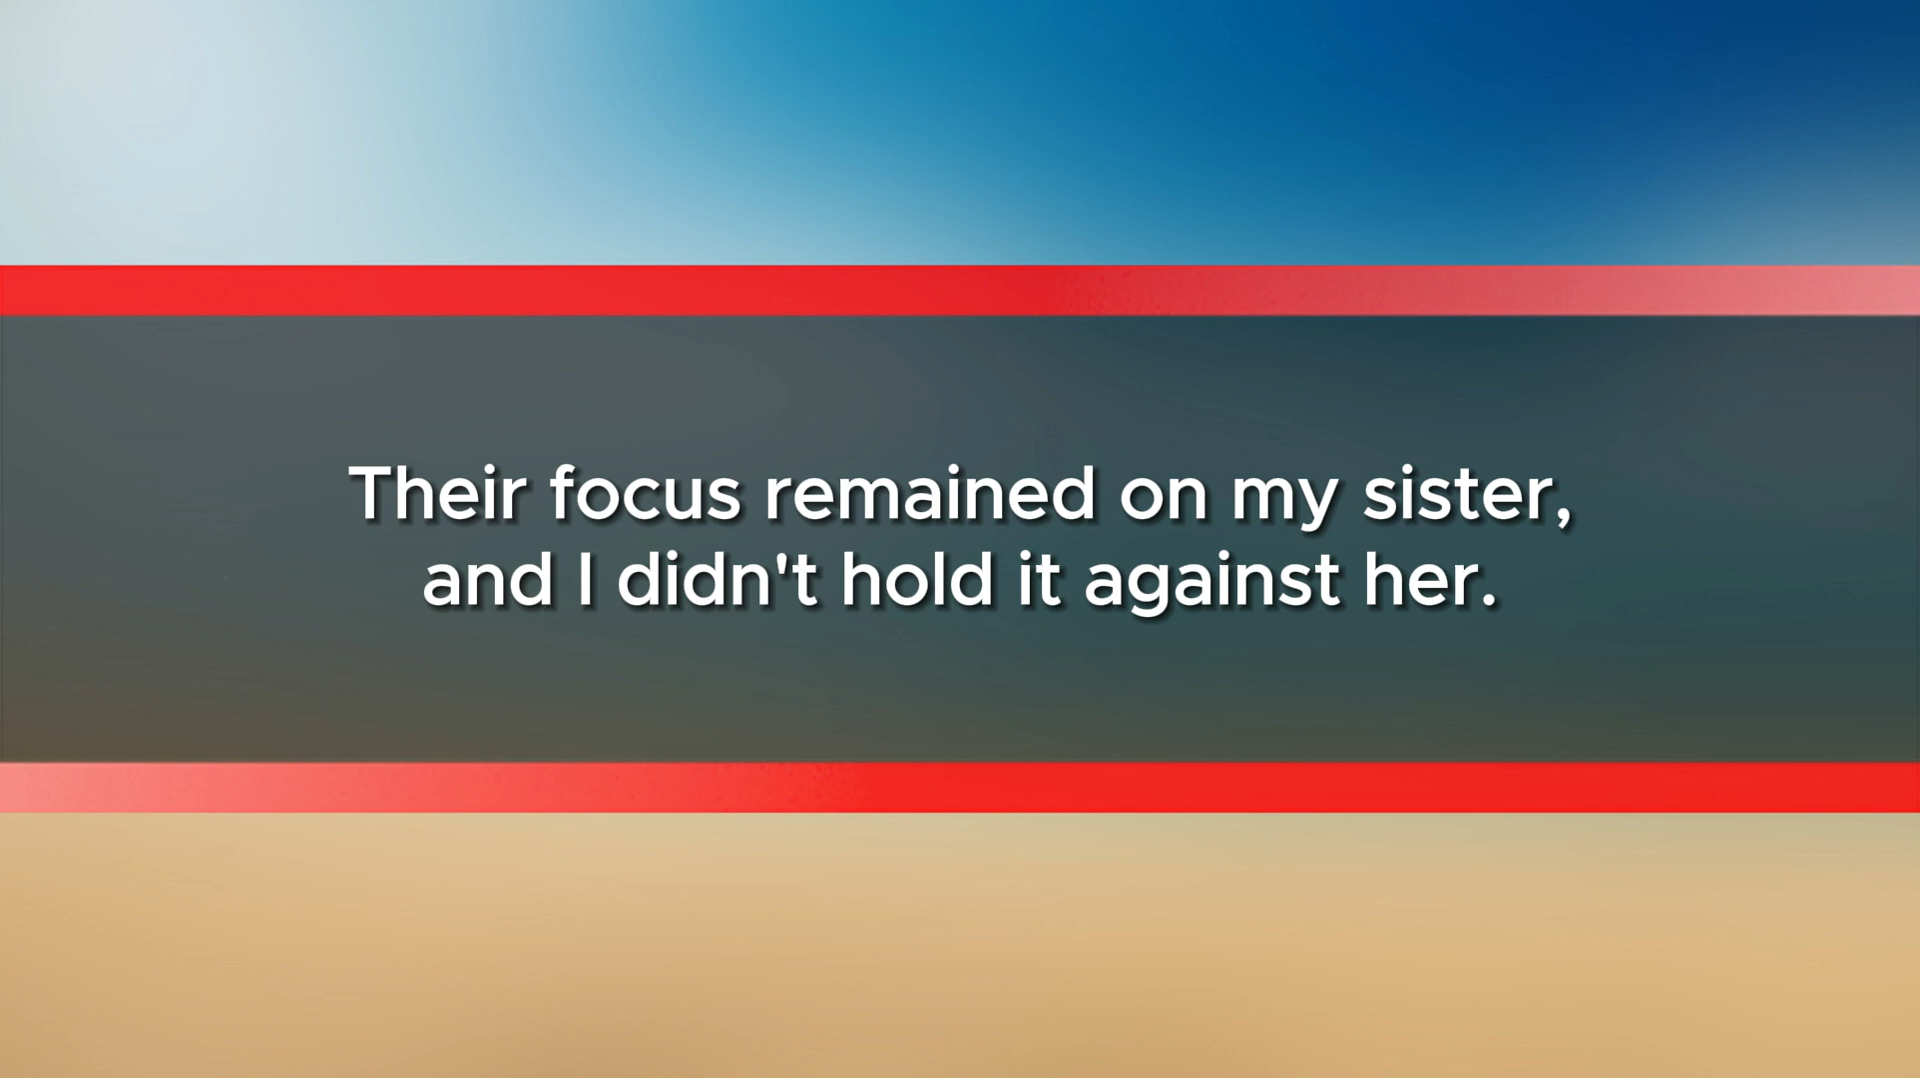 Their focus remained on my sister,
and I didn't hold it against her.